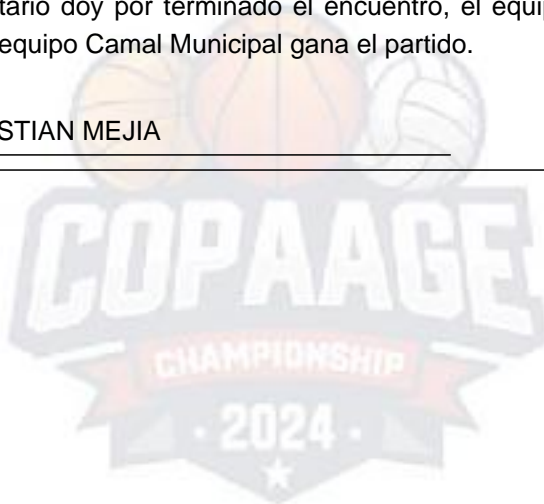 tario doy por terminado el encuentro, el equip
equipo Camal Municipal gana el partido.
STIAN MEJIA
COPAAGE
CHAMPIONSHIP
· 2024 ·